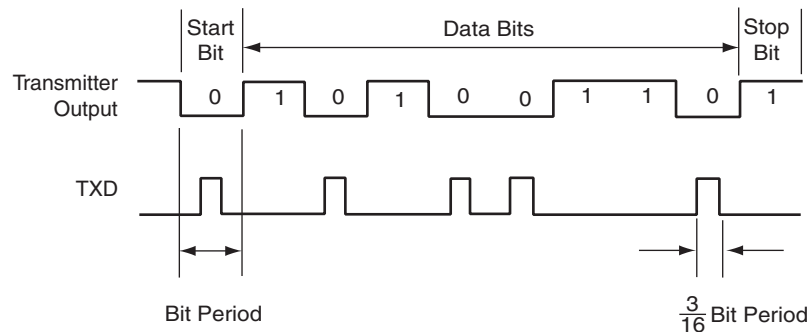 Start
Bit
Data Bits
Stop
Bit
Transmitter
Output
0 1 0 1 0 0 1 1 0 1
TXD
Bit Period
3/16 Bit Period